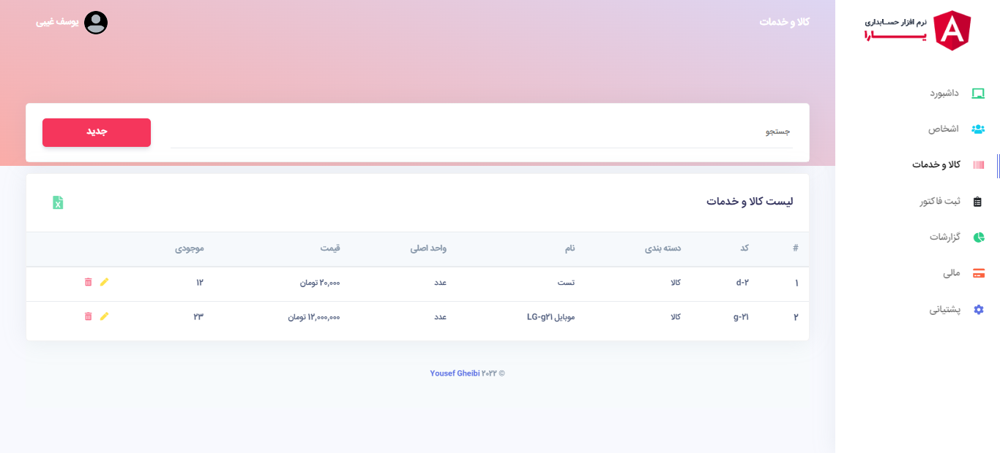 نرم افزار حسـابداری
یـــــارا
داشبورد
اشخاص
کالا و خدمات
ثبت فاکتور
گزارشات
مالی
پشتیبانی
کالا و خدمات
یوسف غیبی
جستجو
جدید
لیست کالا و خدمات
# کد دسته بندی نام واحد اصلی قیمت موجودی
۱ d-۲ کالا تست عدد ۲۰,۰۰۰ تومان ۱۲
۲ g-۲۱ کالا موبایل LG-g۲۱ عدد ۱۲,۰۰۰,۰۰۰ تومان ۲۳
© ۲۰۲۲ Yousef Gheibi